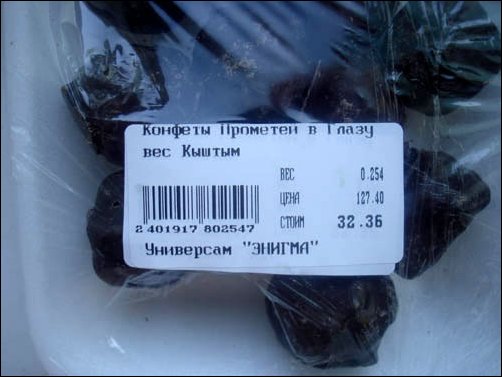 Конфеты Прометей в Глазу
вес Кыштым
ВЕС 0.254
ЦЕНА 127.40
СТОИМ 32.36
2 401917 802547
Универсам "ЭНИГМА"